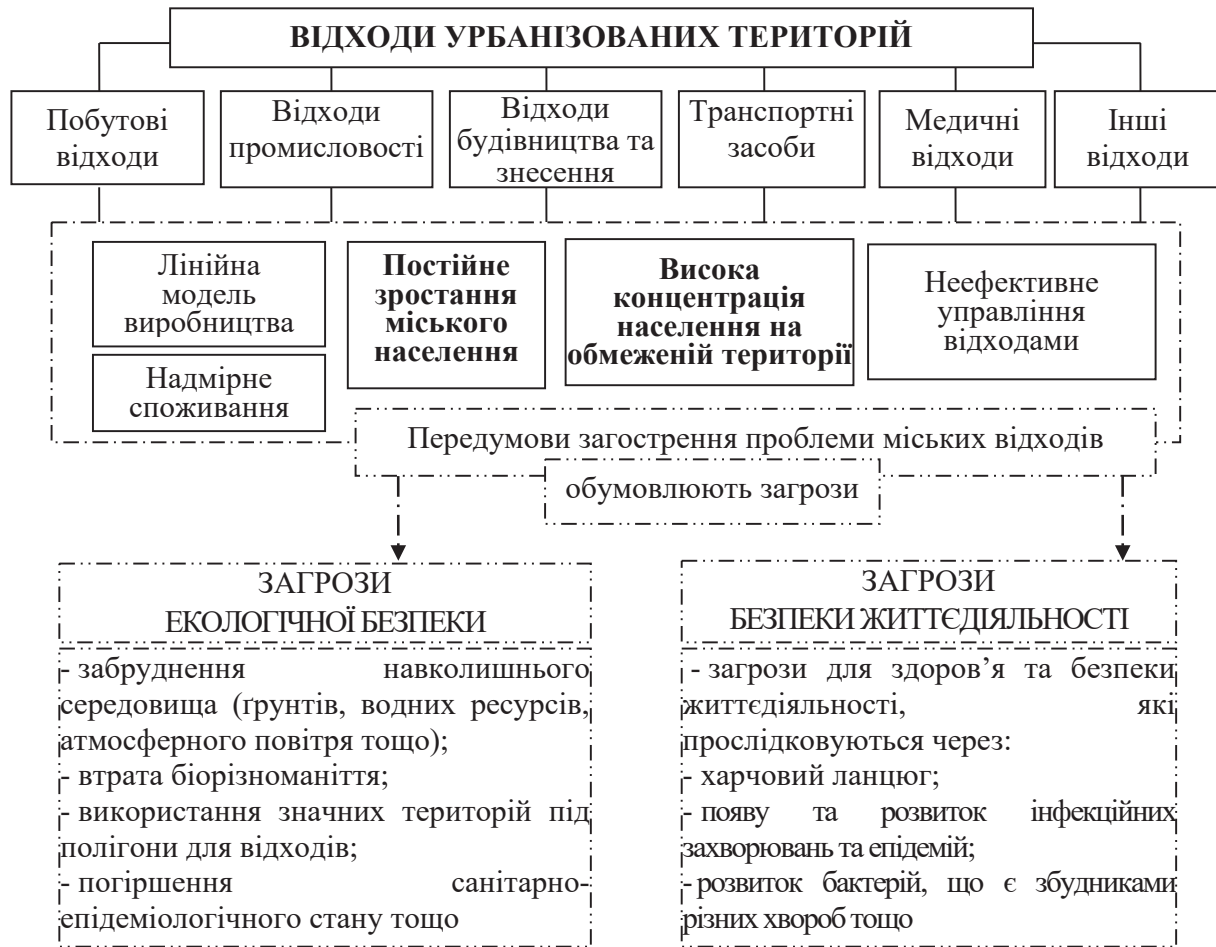 ВІДХОДИ УРБАНІЗОВАНИХ ТЕРИТОРІЙ
Побутові
відходи
Відходи
промисловості
Відходи
будівництва та
знесення
Транспортні
засоби
Медичні
відходи
Інші
відходи
Лінійна
модель
виробництва
Надмірне
споживання
Постійне
зростання
міського
населення
Висока
концентрація
населення на
обмеженій території
Неефективне
управління
відходами
Передумови загострення проблеми міських відходів
обумовлюють загрози
ЗАГРОЗИ
ЕКОЛОГІЧНОЇ БЕЗПЕКИ
- забруднення навколишнього
середовища (ґрунтів, водних ресурсів,
атмосферного повітря тощо);
- втрата біорізноманіття;
- використання значних територій під
полігони для відходів;
- погіршення санітарно-
епідеміологічного стану тощо
ЗАГРОЗИ
БЕЗПЕКИ ЖИТТЄДІЯЛЬНОСТІ
- загрози для здоров’я та безпеки
життєдіяльності, які
прослідковуються через:
- харчовий ланцюг;
- появу та розвиток інфекційних
захворювань та епідемій;
- розвиток бактерій, що є збудниками
різних хвороб тощо